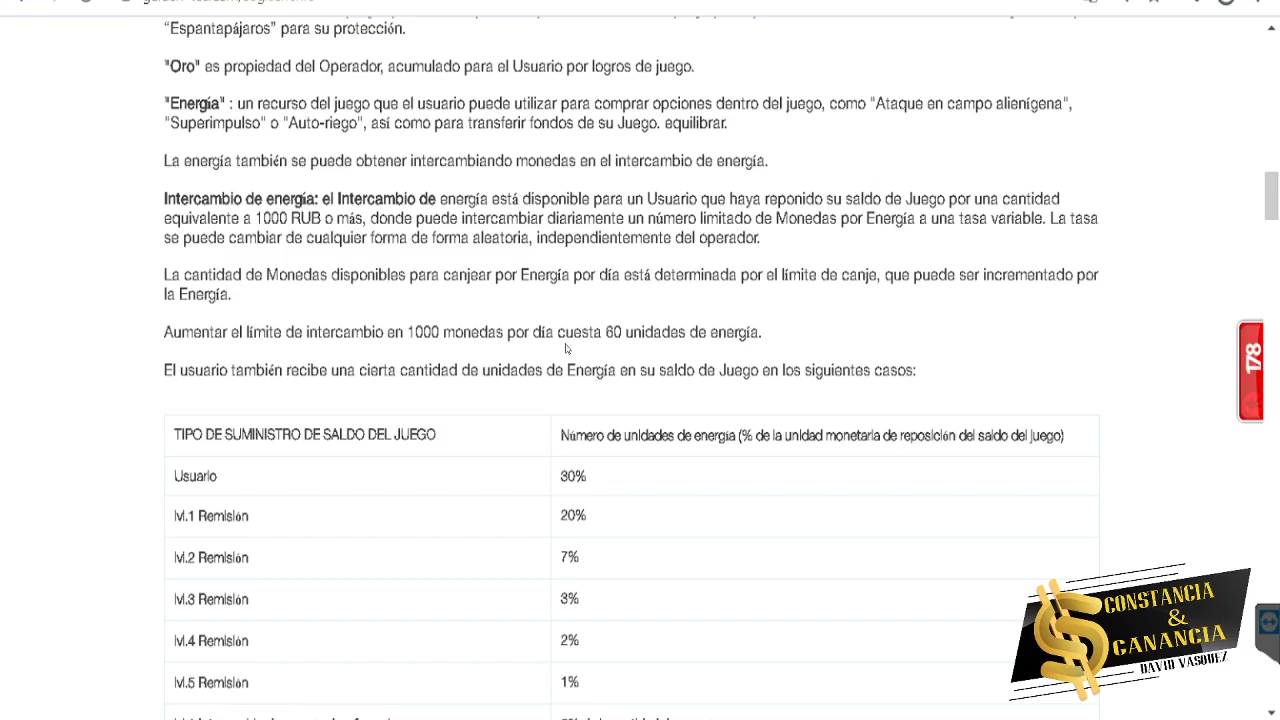 "Espantapájaros" para su protección.
"Oro" es propiedad del Operador, acumulado para el Usuario por logros de juego.
"Energía" : un recurso del juego que el usuario puede utilizar para comprar opciones dentro del juego, como "Ataque en campo alienígena",
"Superimpulso" o "Auto-riego", así como para transferir fondos de su Juego. equilibrar.
La energía también se puede obtener intercambiando monedas en el intercambio de energía.
Intercambio de energía: el Intercambio de energía está disponible para un Usuario que haya reponido su saldo de Juego por una cantidad
equivalente a 1000 RUB o más, donde puede intercambiar diariamente un número limitado de Monedas por Energía a una tasa variable. La tasa
se puede cambiar de cualquier forma de forma aleatoria, independientemente del operador.
La cantidad de Monedas disponibles para canjear por Energía por día está determinada por el límite de canje, que puede ser incrementado por
la Energía.
Aumentar el límite de intercambio en 1000 monedas por día cuesta 60 unidades de energía.
El usuario también recibe una cierta cantidad de unidades de Energía en su saldo de Juego en los siguientes casos:
TIPO DE SUMINISTRO DE SALDO DEL JUEGO Número de unidades de energía (% de la unidad monetaria de reposición del saldo del juego)
Usuario 30%
lvl.1 Remisión 20%
lvl.2 Remisión 7%
lvl.3 Remisión 3%
lvl.4 Remisión 2%
lvl.5 Remisión 1%
178
CONSTANCIA
&
GANANCIA
DAVID VASQUEZ